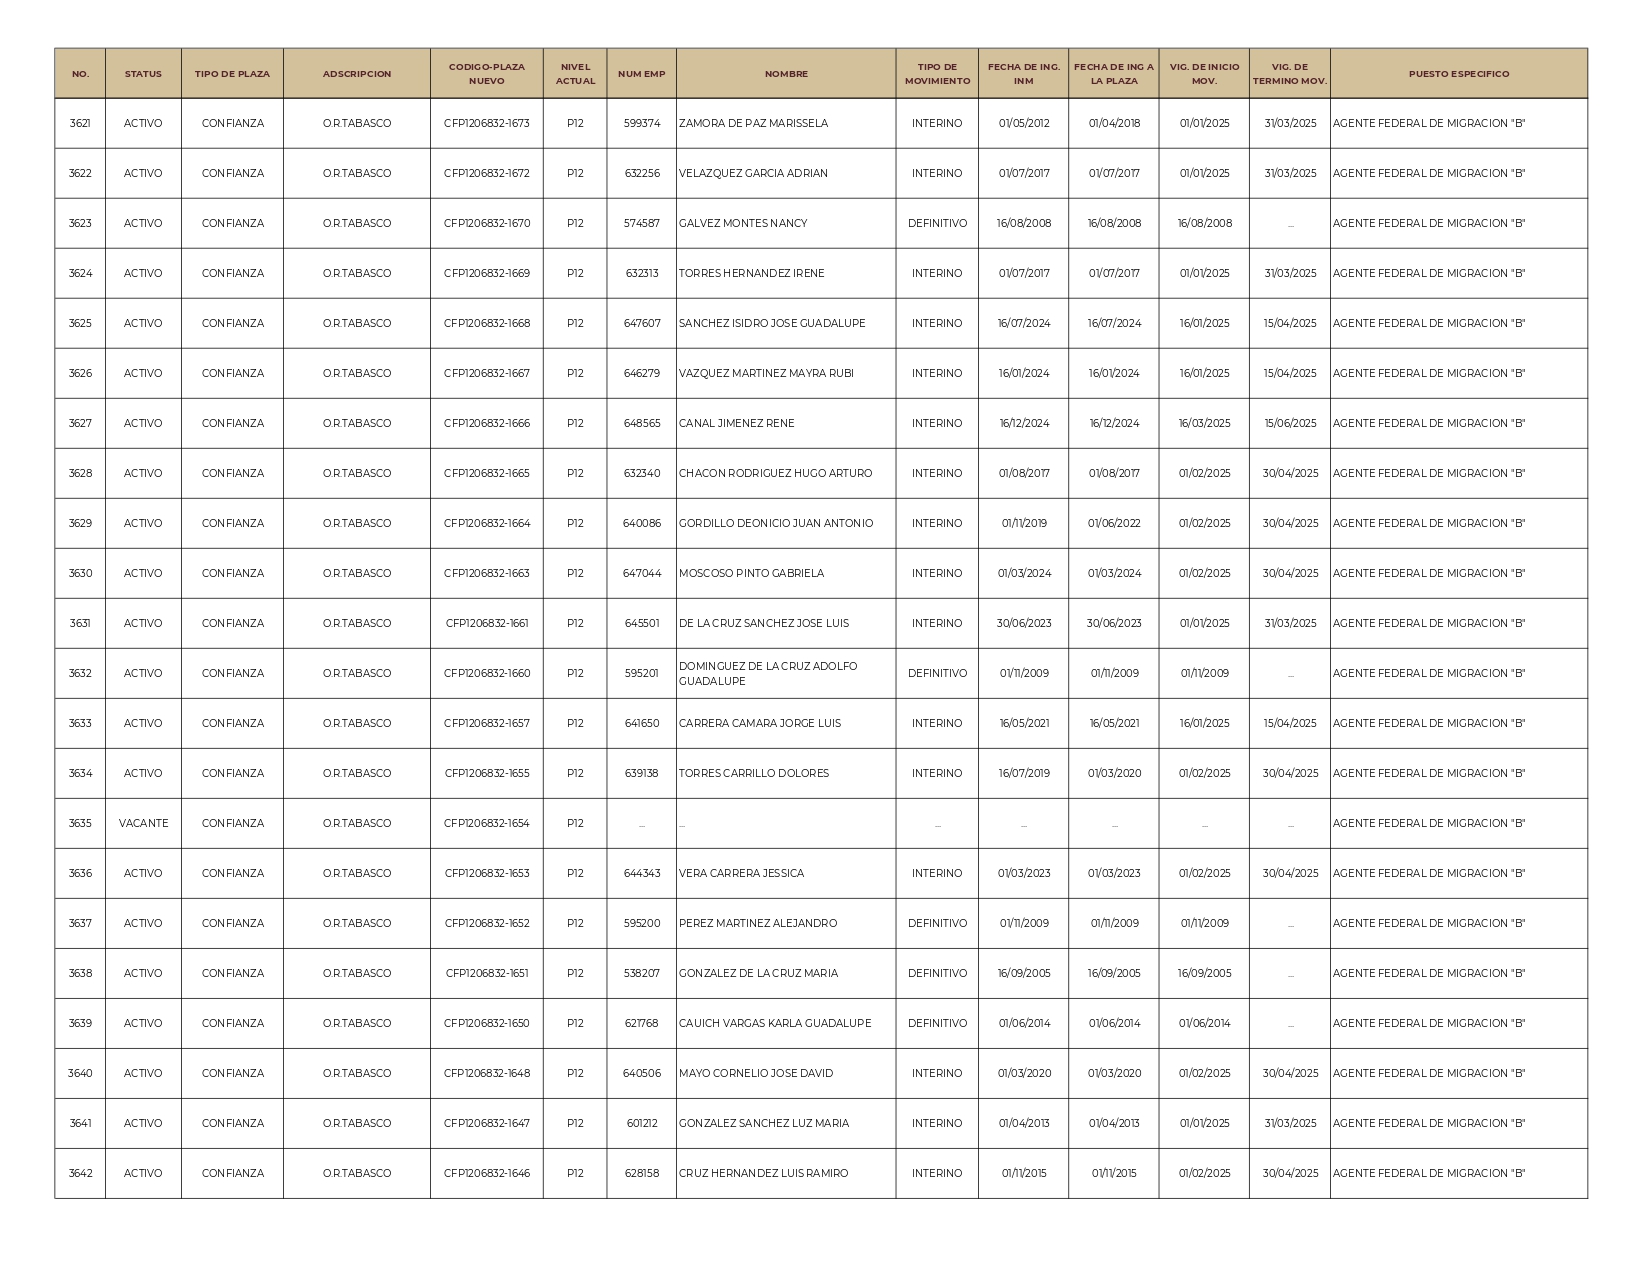 NO. STATUS TIPO DE PLAZA ADSCRIPCION CODIGO-PLAZA NUEVO NIVEL ACTUAL NUM EMP NOMBRE TIPO DE MOVIMIENTO FECHA DE ING. INM FECHA DE ING A LA PLAZA VIG. DE INICIO MOV. VIG. DE TERMINO MOV. PUESTO ESPECIFICO
3621 ACTIVO CONFIANZA O.R.TABASCO CFP1206832-1673 P12 599374 ZAMORA DE PAZ MARISSELA INTERINO 01/05/2012 01/04/2018 01/01/2025 31/03/2025 AGENTE FEDERAL DE MIGRACION "B"
3622 ACTIVO CONFIANZA O.R.TABASCO CFP1206832-1672 P12 632256 VELAZQUEZ GARCIA ADRIAN INTERINO 01/07/2017 01/07/2017 01/01/2025 31/03/2025 AGENTE FEDERAL DE MIGRACION "B"
3623 ACTIVO CONFIANZA O.R.TABASCO CFP1206832-1670 P12 574587 GALVEZ MONTES NANCY DEFINITIVO 16/08/2008 16/08/2008 16/08/2008 ... AGENTE FEDERAL DE MIGRACION "B"
3624 ACTIVO CONFIANZA O.R.TABASCO CFP1206832-1669 P12 632313 TORRES HERNANDEZ IRENE INTERINO 01/07/2017 01/07/2017 01/01/2025 31/03/2025 AGENTE FEDERAL DE MIGRACION "B"
3625 ACTIVO CONFIANZA O.R.TABASCO CFP1206832-1668 P12 647607 SANCHEZ ISIDRO JOSE GUADALUPE INTERINO 16/07/2024 16/07/2024 16/01/2025 15/04/2025 AGENTE FEDERAL DE MIGRACION "B"
3626 ACTIVO CONFIANZA O.R.TABASCO CFP1206832-1667 P12 646279 VAZQUEZ MARTINEZ MAYRA RUBI INTERINO 16/01/2024 16/01/2024 16/01/2025 15/04/2025 AGENTE FEDERAL DE MIGRACION "B"
3627 ACTIVO CONFIANZA O.R.TABASCO CFP1206832-1666 P12 648565 CANAL JIMENEZ RENE INTERINO 16/12/2024 16/12/2024 16/03/2025 15/06/2025 AGENTE FEDERAL DE MIGRACION "B"
3628 ACTIVO CONFIANZA O.R.TABASCO CFP1206832-1665 P12 632340 CHACON RODRIGUEZ HUGO ARTURO INTERINO 01/08/2017 01/08/2017 01/02/2025 30/04/2025 AGENTE FEDERAL DE MIGRACION "B"
3629 ACTIVO CONFIANZA O.R.TABASCO CFP1206832-1664 P12 640086 GORDILLO DEONICIO JUAN ANTONIO INTERINO 01/11/2019 01/06/2022 01/02/2025 30/04/2025 AGENTE FEDERAL DE MIGRACION "B"
3630 ACTIVO CONFIANZA O.R.TABASCO CFP1206832-1663 P12 647044 MOSCOSO PINTO GABRIELA INTERINO 01/03/2024 01/03/2024 01/02/2025 30/04/2025 AGENTE FEDERAL DE MIGRACION "B"
3631 ACTIVO CONFIANZA O.R.TABASCO CFP1206832-1661 P12 645501 DE LA CRUZ SANCHEZ JOSE LUIS INTERINO 30/06/2023 30/06/2023 01/01/2025 31/03/2025 AGENTE FEDERAL DE MIGRACION "B"
3632 ACTIVO CONFIANZA O.R.TABASCO CFP1206832-1660 P12 595201 DOMINGUEZ DE LA CRUZ ADOLFO GUADALUPE DEFINITIVO 01/11/2009 01/11/2009 01/11/2009 ... AGENTE FEDERAL DE MIGRACION "B"
3633 ACTIVO CONFIANZA O.R.TABASCO CFP1206832-1657 P12 641650 CARRERA CAMARA JORGE LUIS INTERINO 16/05/2021 16/05/2021 16/01/2025 15/04/2025 AGENTE FEDERAL DE MIGRACION "B"
3634 ACTIVO CONFIANZA O.R.TABASCO CFP1206832-1655 P12 639138 TORRES CARRILLO DOLORES INTERINO 16/07/2019 01/03/2020 01/02/2025 30/04/2025 AGENTE FEDERAL DE MIGRACION "B"
3635 VACANTE CONFIANZA O.R.TABASCO CFP1206832-1654 P12 ... ... ... ... ... ... ... AGENTE FEDERAL DE MIGRACION "B"
3636 ACTIVO CONFIANZA O.R.TABASCO CFP1206832-1653 P12 644343 VERA CARRERA JESSICA INTERINO 01/03/2023 01/03/2023 01/02/2025 30/04/2025 AGENTE FEDERAL DE MIGRACION "B"
3637 ACTIVO CONFIANZA O.R.TABASCO CFP1206832-1652 P12 595200 PEREZ MARTINEZ ALEJANDRO DEFINITIVO 01/11/2009 01/11/2009 01/11/2009 ... AGENTE FEDERAL DE MIGRACION "B"
3638 ACTIVO CONFIANZA O.R.TABASCO CFP1206832-1651 P12 538207 GONZALEZ DE LA CRUZ MARIA DEFINITIVO 16/09/2005 16/09/2005 16/09/2005 ... AGENTE FEDERAL DE MIGRACION "B"
3639 ACTIVO CONFIANZA O.R.TABASCO CFP1206832-1650 P12 621768 CAUICH VARGAS KARLA GUADALUPE DEFINITIVO 01/06/2014 01/06/2014 01/06/2014 ... AGENTE FEDERAL DE MIGRACION "B"
3640 ACTIVO CONFIANZA O.R.TABASCO CFP1206832-1648 P12 640506 MAYO CORNELIO JOSE DAVID INTERINO 01/03/2020 01/03/2020 01/02/2025 30/04/2025 AGENTE FEDERAL DE MIGRACION "B"
3641 ACTIVO CONFIANZA O.R.TABASCO CFP1206832-1647 P12 601212 GONZALEZ SANCHEZ LUZ MARIA INTERINO 01/04/2013 01/04/2013 01/01/2025 31/03/2025 AGENTE FEDERAL DE MIGRACION "B"
3642 ACTIVO CONFIANZA O.R.TABASCO CFP1206832-1646 P12 628158 CRUZ HERNANDEZ LUIS RAMIRO INTERINO 01/11/2015 01/11/2015 01/02/2025 30/04/2025 AGENTE FEDERAL DE MIGRACION "B"